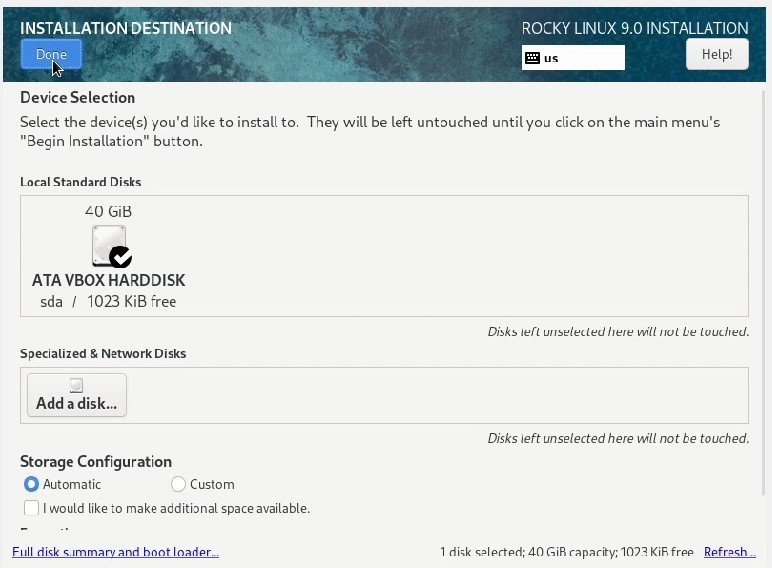 INSTALLATION DESTINATION
ROCKY LINUX 9.0 INSTALLATION
Done
us
Help!
Device Selection
Select the device(s) you'd like to install to. They will be left untouched until you click on the main menu's
"Begin Installation" button.
Local Standard Disks
40 GiB
ATA VBOX HARDDISK
sda / 1023 KiB free
Disks left unselected here will not be touched.
Specialized & Network Disks
Add a disk...
Disks left unselected here will not be touched.
Storage Configuration
Automatic
Custom
I would like to make additional space available.
Full disk summary and boot loader...
1 disk selected; 40 GiB capacity; 1023 KiB free
Refresh...